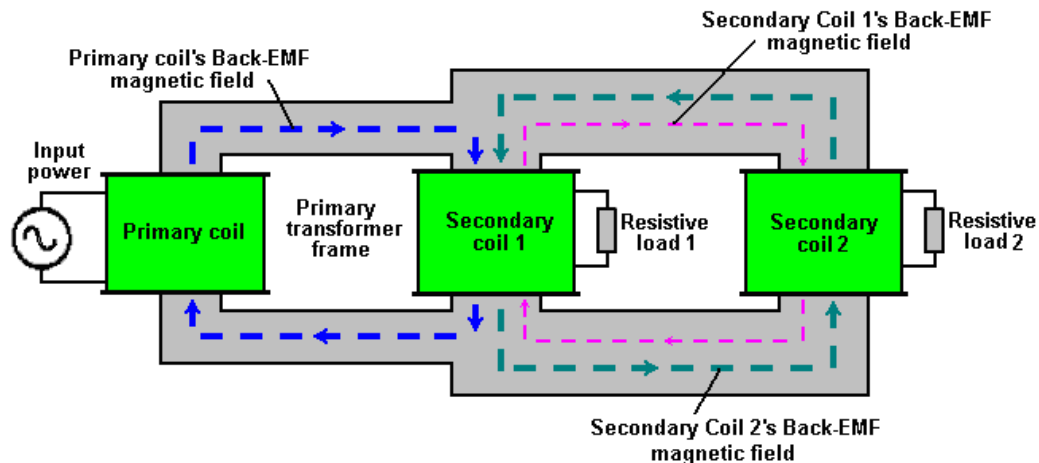 Secondary Coil 1's Back-EMF
magnetic field
Primary coil's Back-EMF
magnetic field
Input
power
Primary coil
Primary
transformer
frame
Secondary
coil 1
Resistive
load 1
Secondary
coil 2
Resistive
load 2
Secondary Coil 2's Back-EMF
magnetic field